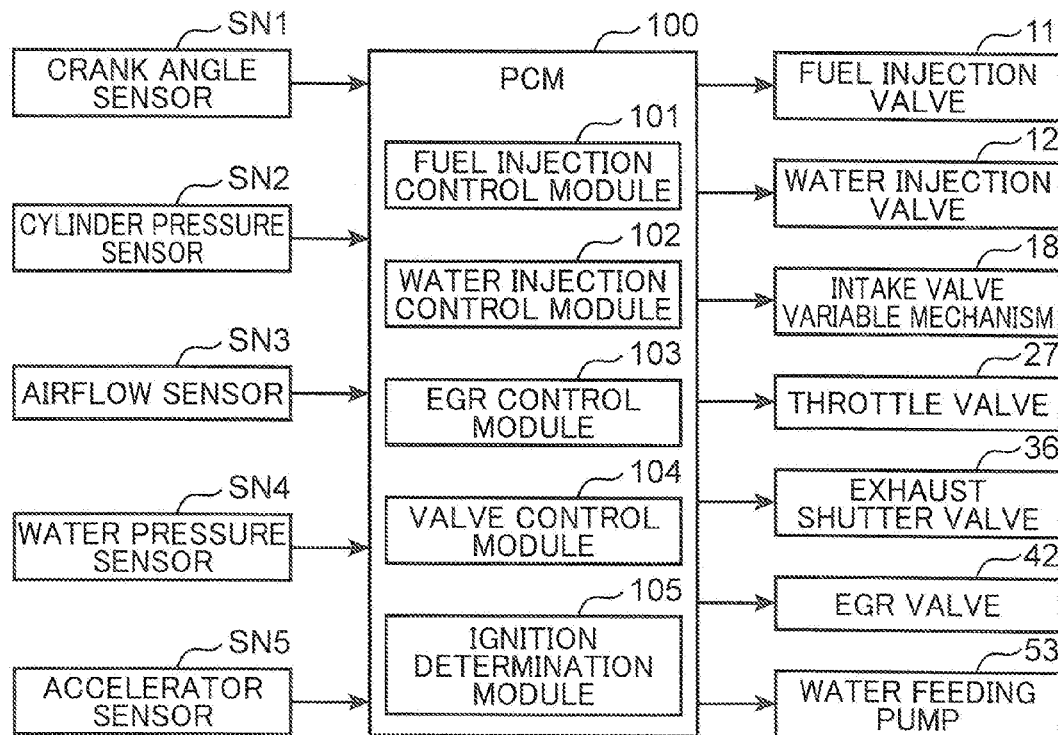 SN1
CRANK ANGLE
SENSOR
SN2
CYLINDER PRESSURE
SENSOR
SN3
AIRFLOW SENSOR
SN4
WATER PRESSURE
SENSOR
SN5
ACCELERATOR
SENSOR
100
PCM
101
FUEL INJECTION
CONTROL MODULE
102
WATER INJECTION
CONTROL MODULE
103
EGR CONTROL
MODULE
104
VALVE CONTROL
MODULE
105
IGNITION
DETERMINATION
MODULE
11
FUEL INJECTION
VALVE
12
WATER INJECTION
VALVE
18
INTAKE VALVE
VARIABLE MECHANISM
27
THROTTLE VALVE
36
EXHAUST
SHUTTER VALVE
42
EGR VALVE
53
WATER FEEDING
PUMP